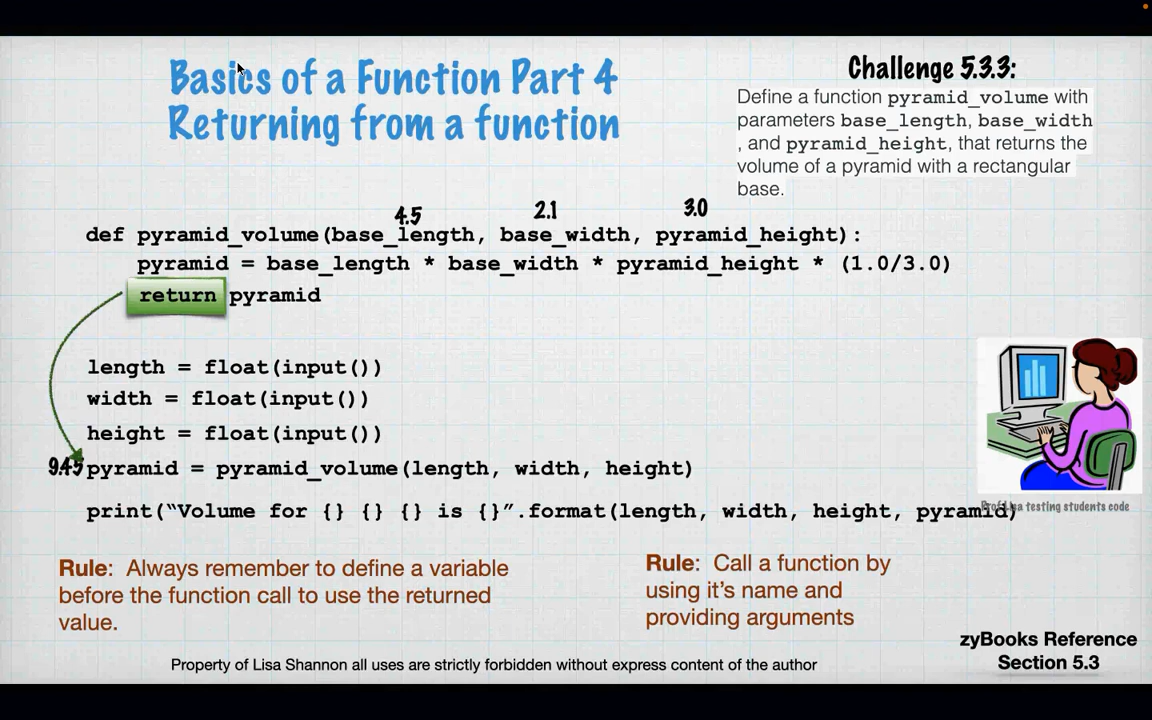 Basics of a Function Part 4
Returning from a function
Challenge 5.3.3:
Define a function pyramid_volume with
parameters base_length, base_width
, and pyramid_height, that returns the
volume of a pyramid with a rectangular
base.
4.5 2.1 3.0
def pyramid_volume(base_length, base_width, pyramid_height):
pyramid = base_length * base_width * pyramid_height * (1.0/3.0)
return pyramid
length = float(input())
width = float(input())
height = float(input())
9.45 pyramid = pyramid_volume(length, width, height)
print(“Volume for {} {} {} is {}”.format(length, width, height, pyramid)
Prof Lisa testing students code
Rule: Always remember to define a variable
before the function call to use the returned
value.
Rule: Call a function by
using it’s name and
providing arguments
zyBooks Reference
Section 5.3
Property of Lisa Shannon all uses are strictly forbidden without express content of the author